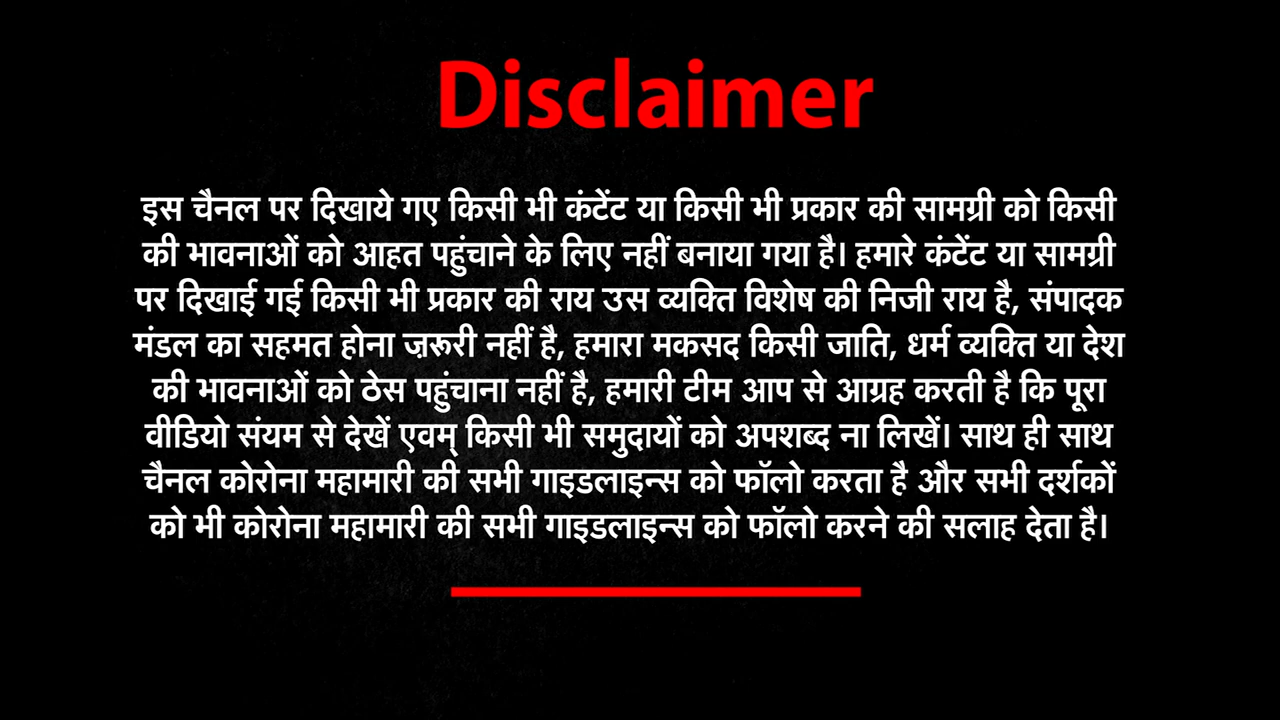 Disclaimer
इस चैनल पर दिखाये गए किसी भी कंटेंट या किसी भी प्रकार की सामग्री को किसी
की भावनाओं को आहत पहुंचाने के लिए नहीं बनाया गया है। हमारे कंटेंट या सामग्री
पर दिखाई गई किसी भी प्रकार की राय उस व्यक्ति विशेष की निजी राय है, संपादक
मंडल का सहमत होना ज़रूरी नहीं है, हमारा मकसद किसी जाति, धर्म व्यक्ति या देश
की भावनाओं को ठेस पहुंचाना नहीं है, हमारी टीम आप से आग्रह करती है कि पूरा
वीडियो संयम से देखें एवम् किसी भी समुदायों को अपशब्द ना लिखें। साथ ही साथ
चैनल कोरोना महामारी की सभी गाइडलाइन्स को फॉलो करता है और सभी दर्शकों
को भी कोरोना महामारी की सभी गाइडलाइन्स को फॉलो करने की सलाह देता है।